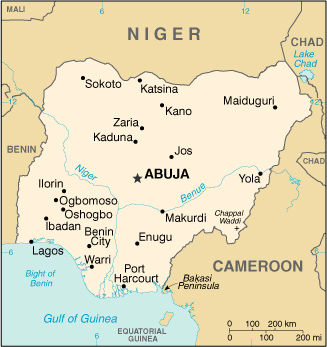 MALI
NIGER
CHAD
Lake
Chad
Sokoto
Katsina
Kano
Maiduguri
12
12
Zaria
Kaduna
Jos
CHAD
BENIN
Niger
ABUJA
Yola
Ilorin
Benue
Ogbomoso
Oshogbo
Makurdi
Chappal
Waddi
Ibadan
Benin
City
Enugu
Lagos
Warri
Port
Harcourt
Bakasi
Peninsula
CAMEROON
Bight of
Benin
Gulf of Guinea
EQUATORIAL
GUINEA
0 100 200 km
0 100 200 mi